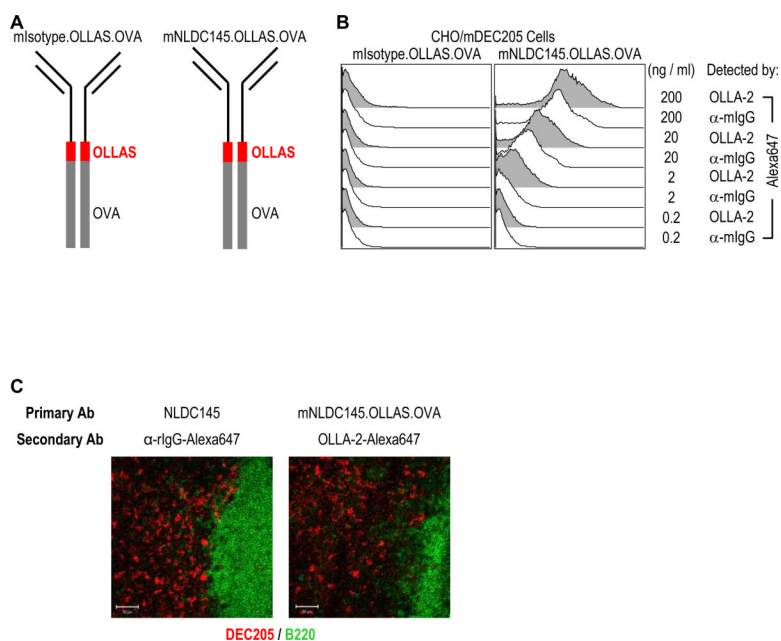 A
mIsotype.OLLAS.OVA mNLDC145.OLLAS.OVA
OLLAS OLLAS
OVA OVA
B
CHO/mDEC205 Cells
mIsotype.OLLAS.OVA mNLDC145.OLLAS.OVA
(ng / ml) Detected by:
200 OLLA-2
200 α-mIgG
20 OLLA-2
20 α-mIgG
2 OLLA-2
2 α-mIgG
0.2 OLLA-2
0.2 α-mIgG
Alexa647
C
Primary Ab NLDC145 mNLDC145.OLLAS.OVA
Secondary Ab α-rIgG-Alexa647 OLLA-2-Alexa647
DEC205 / B220